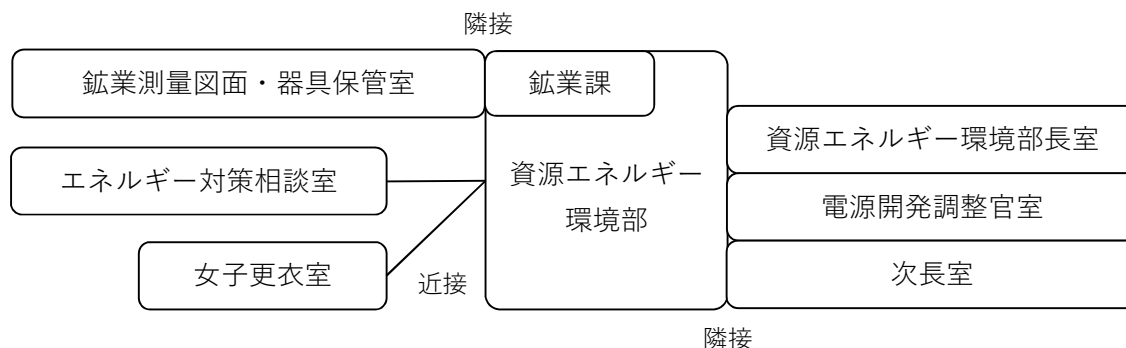 隣接
鉱業測量図面・器具保管室
鉱業課
資源エネルギー環境部長室
エネルギー対策相談室
資源エネルギー
環境部
電源開発調整官室
女子更衣室
近接
次長室
隣接